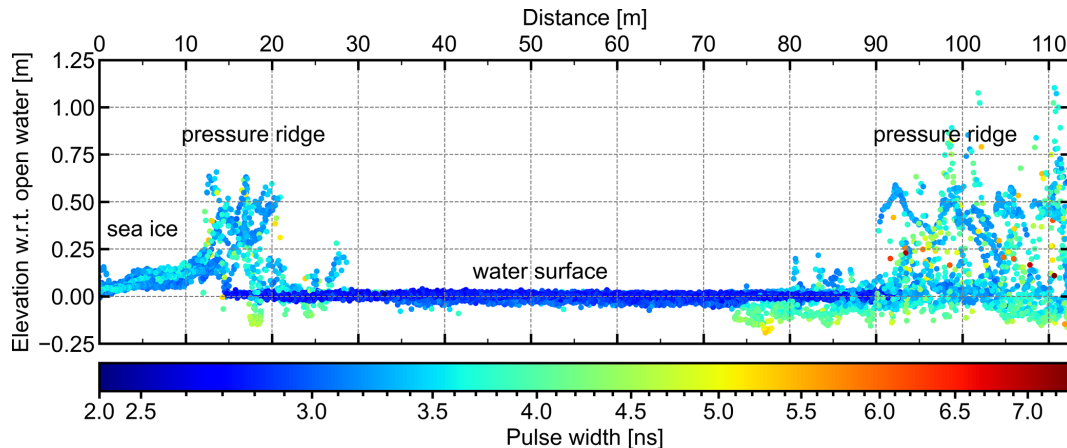 Distance [m]
0 10 20 30 40 50 60 70 80 90 100 110
Elevation w.r.t. open water [m]
1.25
1.00
0.75
0.50
0.25
0.00
−0.25
pressure ridge pressure ridge
sea ice
water surface
2.0 2.5 3.0 3.5 4.0 4.5 5.0 5.5 6.0 6.5 7.0
Pulse width [ns]